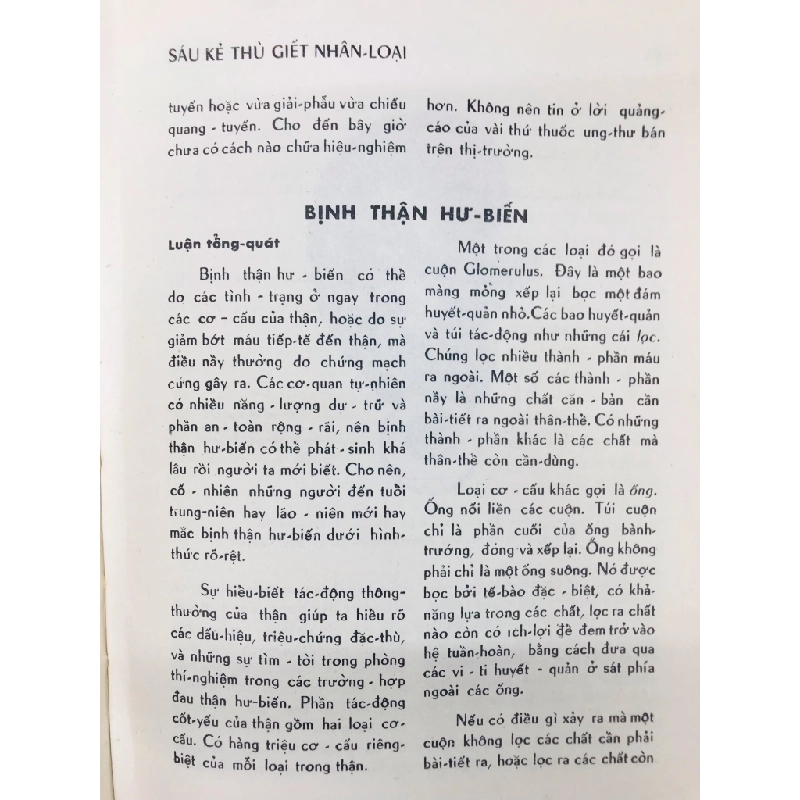 SÁU KẺ THÙ GIẾT NHÂN-LOẠI
tuyến hoặc vừa giải-phẫu vừa chiếu
quang - tuyến. Cho đến bây giờ
chưa có cách nào chữa hiệu-nghiệm
hơn. Không nên tin ở lời quảng-
cáo của vài thứ thuốc ung-thư bán
trên thị-trường.
BỊNH THẬN HƯ-BIẾN
Luận tổng-quát
Bịnh thận hư - biến có thể
do các tình - trạng ở ngay trong
các cơ - cấu của thận, hoặc do sự
giảm bớt máu tiếp-tế đến thận, mà
điều nầy thường do chứng mạch
cứng gây ra. Các cơ-quan tự-nhiên
có nhiều năng - lượng dự - trữ và
phần an - toàn rộng - rãi, nên bịnh
thận hư-biến có thể phát - sinh khá
lâu rồi người ta mới biết. Cho nên,
cố - nhiên những người đến tuổi
trung-niên hay lão - niên mới hay
mắc bịnh thận hư-biến dưới hình-
thức rõ-rệt.
Sự hiểu-biết tác-động thông-
thường của thận giúp ta hiểu rõ
các dấu-hiệu, triệu-chứng đặc-thù,
và những sự tìm - tòi trong phòng
thí-nghiệm trong các trường - hợp
đau thận hư-biến. Phần tác-động
cốt-yếu của thận gồm hai loại cơ-
cấu. Có hàng triệu cơ - cấu riêng-
biệt của mỗi loại trong thận.
Một trong các loại đó gọi là
cuộn Glomerulus. Đây là một bao
màng mỏng xếp lại bọc một đám
huyết-quản nhỏ. Các bao huyết-quản
và túi tác-động như những cái lọc.
Chúng lọc nhiều thành - phần máu
ra ngoài. Một số các thành - phần
nầy là những chất căn - bản cần
bài-tiết ra ngoài thân-thể. Có những
thành - phần khác là các chất mà
thân-thể còn cần-dùng.
Loại cơ - cấu khác gọi là ống.
Ống nối liền các cuộn. Túi cuộn
chỉ là phần cuối của ống bành-
trướng, đóng và xếp lại. Ống không
phải chỉ là một ống suông. Nó được
bọc bởi tế-bào đặc - biệt, có khả-
năng lựa trong các chất, lọc ra chất
nào còn có ích-lợi để đem trở vào
hệ tuần-hoàn, bằng cách đưa qua
các vi - ti huyết - quản ở sát phía
ngoài các ống.
Nếu có điều gì xảy ra mà một
cuộn không lọc các chất cần phải
bài-tiết ra, hoặc lọc ra các chất còn